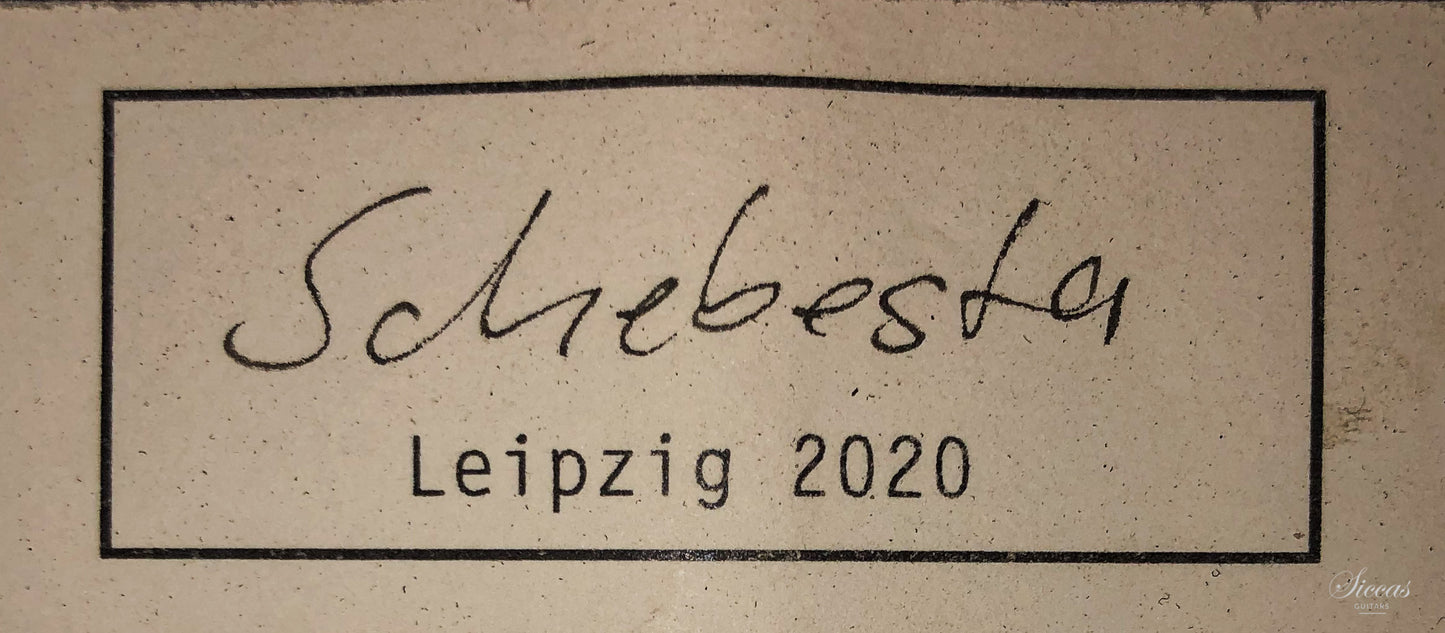 Schebesta
Leipzig 2020
Siccas
GUITARS